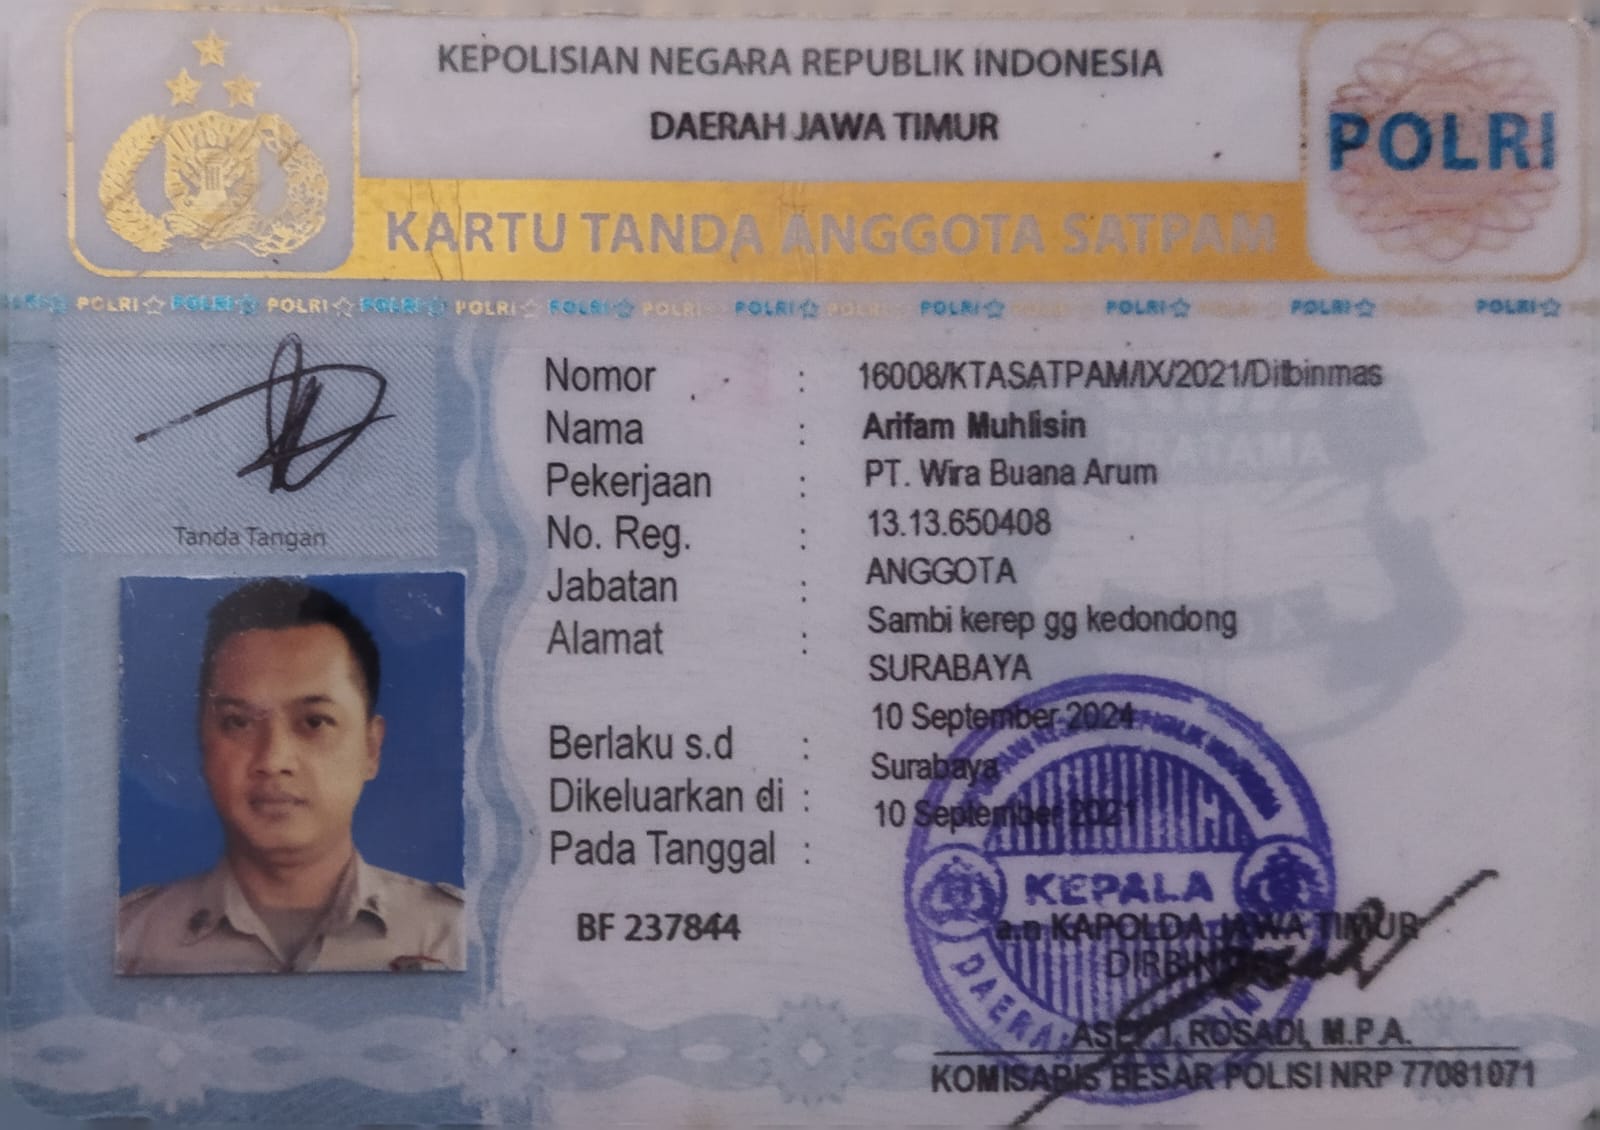 KEPOLISIAN NEGARA REPUBLIK INDONESIA
DAERAH JAWA TIMUR
POLRI
KARTU TANDA ANGGOTA SATPAM
POLRI POLRI POLRI POLRI POLRI POLRI POLRI POLRI POLRI POLRI POLRI POLRI POLRI
Tanda Tangan
Nomor : 16008/KTASATPAM/IX/2021/Ditbinmas
Nama : Arifam Muhlisin
Pekerjaan : PT. Wira Buana Arum
No. Reg. : 13.13.650408
Jabatan : ANGGOTA
Alamat : Sambi kerep gg kedondong
SURABAYA
Berlaku s.d : 10 September 2024
Dikeluarkan di : Surabaya
Pada Tanggal : 10 September 2021
BF 237844
PRATAMA
KEPALA
DAERAH
a.n KAPOLDA JAWA TIMUR
ROSADI, M.P.A.
KOMISARIS BESAR POLISI NRP 77081071